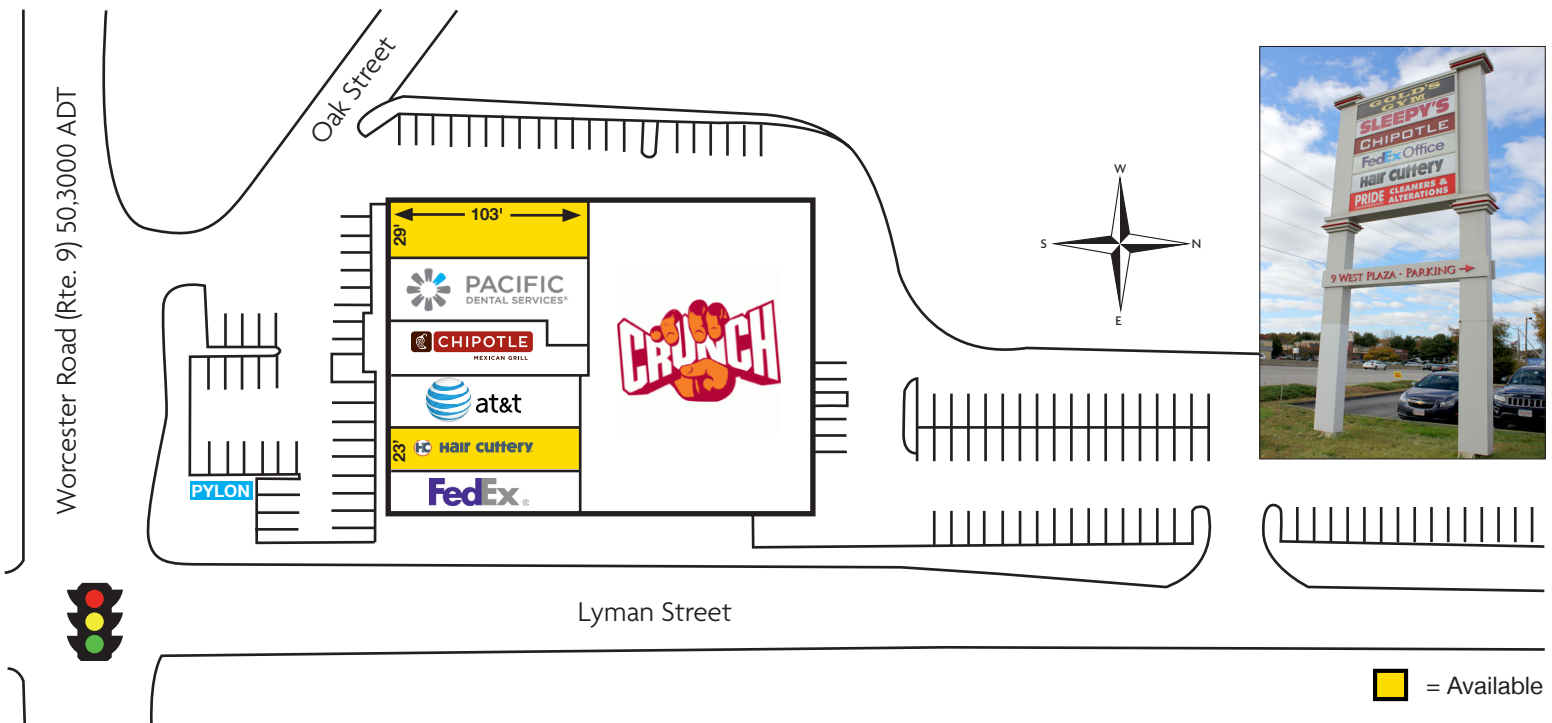 Worcester Road (Rte. 9) 50,3000 ADT
Oak Street
103'
29'
PACIFIC
DENTAL SERVICES®
CHIPOTLE
MEXICAN GRILL
at&t
23'
HC Hair Cuttery
FedEx
CRUNCH
PYLON
Lyman Street
W
S
N
E
GOLD'S
GYM
SLEEPY'S
CHIPOTLE
FedEx Office
Hair Cuttery
PRIDE CLEANERS &
ALTERATIONS
9 WEST PLAZA · PARKING →
= Available